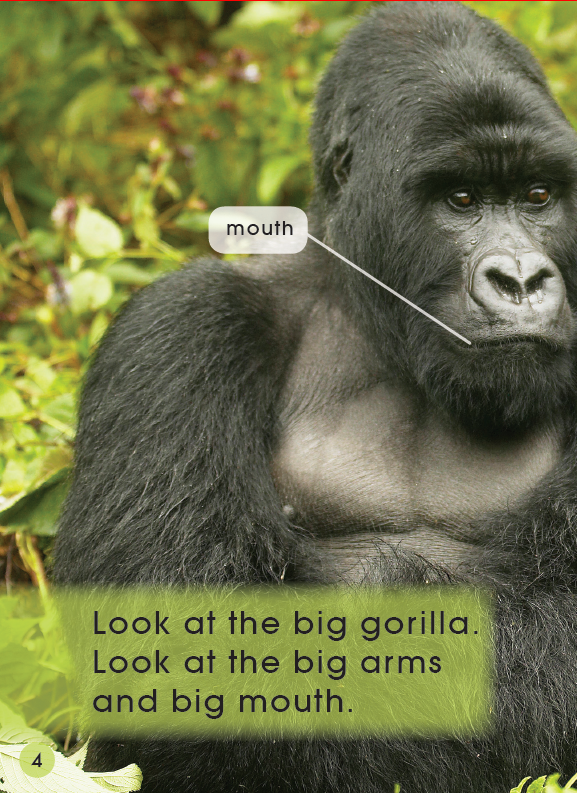 mouth
Look at the big gorilla.
Look at the big arms
and big mouth.
4